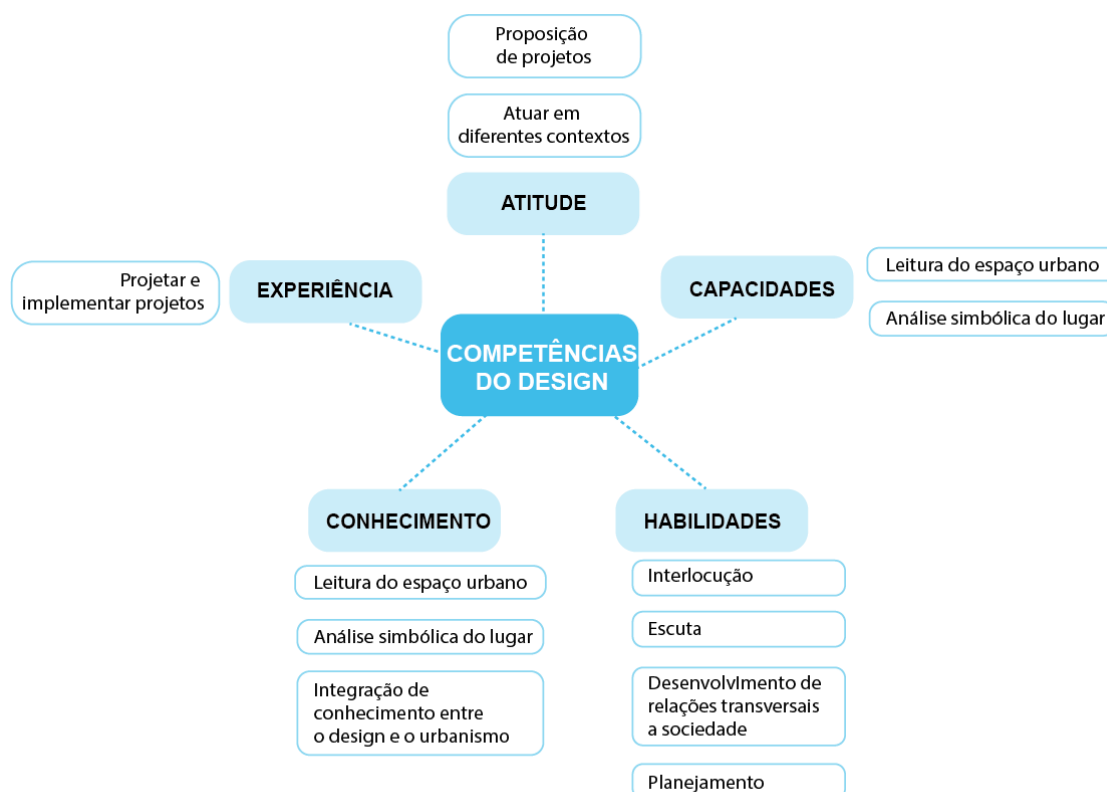 Proposição
de projetos
Atuar em
diferentes contextos
ATITUDE
Projetar e
implementar projetos
EXPERIÊNCIA
CAPACIDADES
Leitura do espaço urbano
Análise simbólica do lugar
COMPETÊNCIAS
DO DESIGN
CONHECIMENTO
Leitura do espaço urbano
Análise simbólica do lugar
Integração de
conhecimento entre
o design e o urbanismo
HABILIDADES
Interlocução
Escuta
DesenvolvImento de
relações transversais
a sociedade
Planejamento